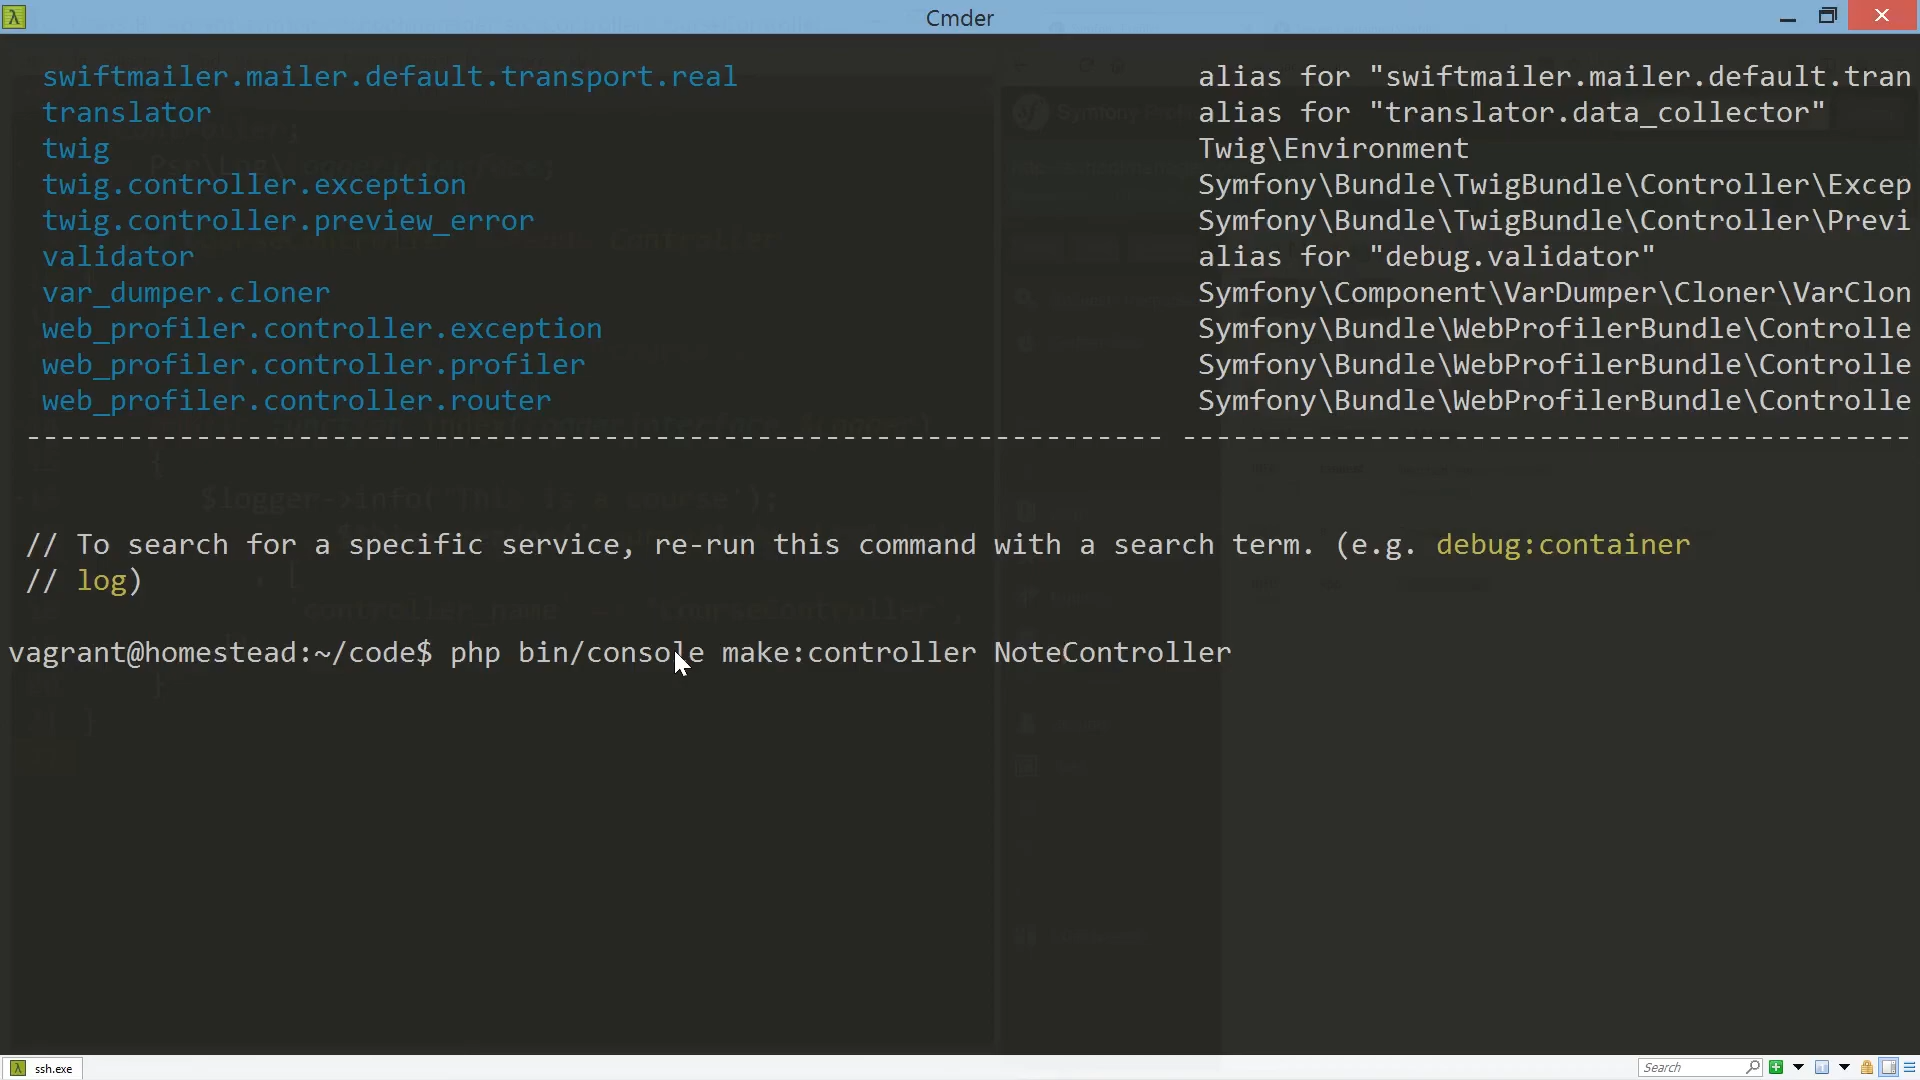 Cmder
swiftmailer.mailer.default.transport.real alias for "swiftmailer.mailer.default.tran
translator alias for "translator.data_collector"
twig Twig\Environment
twig.controller.exception Symfony\Bundle\TwigBundle\Controller\Excep
twig.controller.preview_error Symfony\Bundle\TwigBundle\Controller\Previ
validator alias for "debug.validator"
var_dumper.cloner Symfony\Component\VarDumper\Cloner\VarClon
web_profiler.controller.exception Symfony\Bundle\WebProfilerBundle\Controlle
web_profiler.controller.profiler Symfony\Bundle\WebProfilerBundle\Controlle
web_profiler.controller.router Symfony\Bundle\WebProfilerBundle\Controlle
// To search for a specific service, re-run this command with a search term. (e.g. debug:container
// log)
vagrant@homestead:~/code$ php bin/console make:controller NoteController
ssh.exe Search